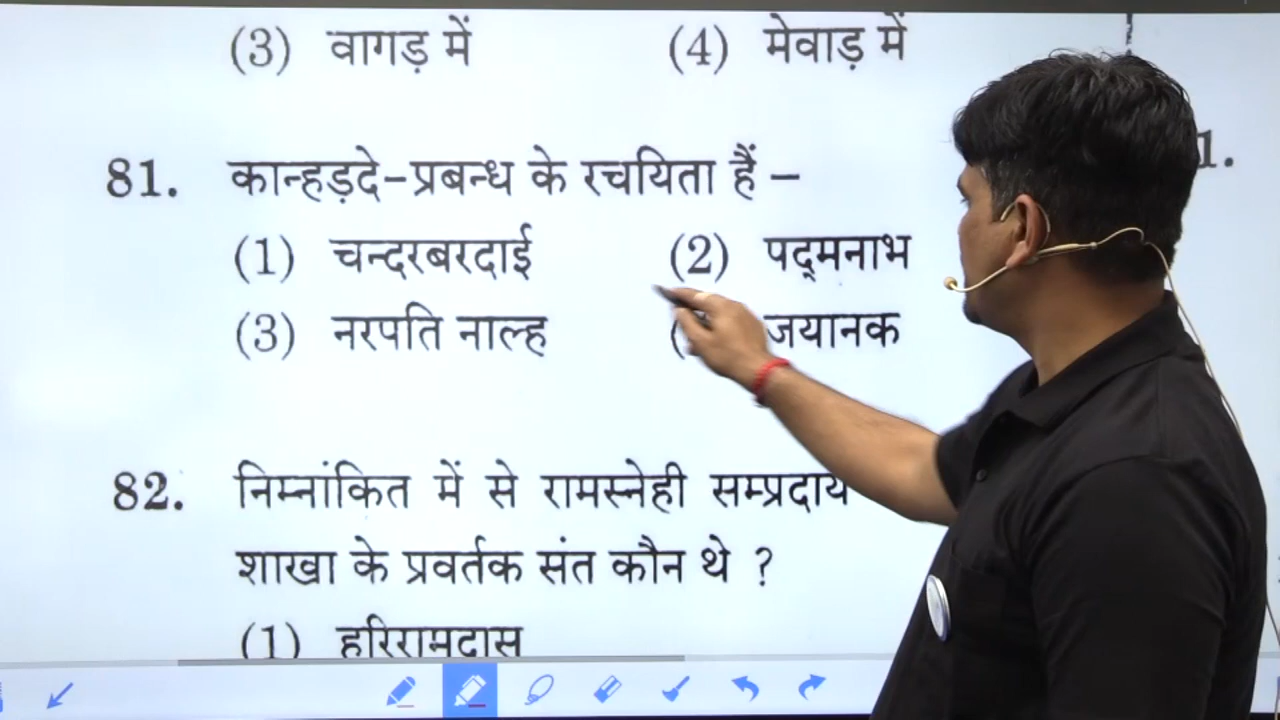 (3) वागड़ में (4) मेवाड़ में
81. कान्हड़दे-प्रबन्ध के रचयिता हैं –
(1) चन्दरबरदाई (2) पद्मनाभ
(3) नरपति नाल्ह ( जयानक
82. निम्नांकित में से रामस्नेही सम्प्रदाय
शाखा के प्रवर्तक संत कौन थे ?
(1) हरिरामदास
1.